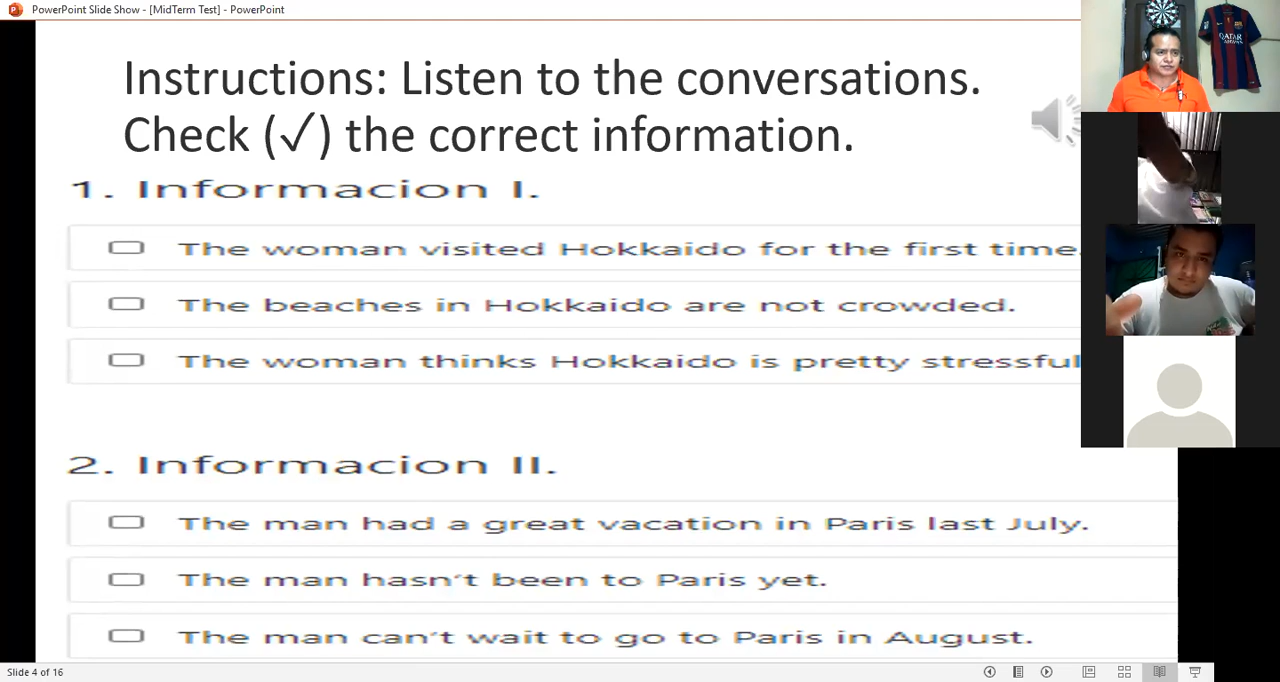 PowerPoint Slide Show - [MidTerm Test] - PowerPoint
Instructions: Listen to the conversations.
Check (✓) the correct information.
1. Informacion I.
The woman visited Hokkaido for the first time.
The beaches in Hokkaido are not crowded.
The woman thinks Hokkaido is pretty stressful
2. Informacion II.
The man had a great vacation in Paris last July.
The man hasn't been to Paris yet.
The man can't wait to go to Paris in August.
Slide 4 of 16
QATAR
AIRWAYS